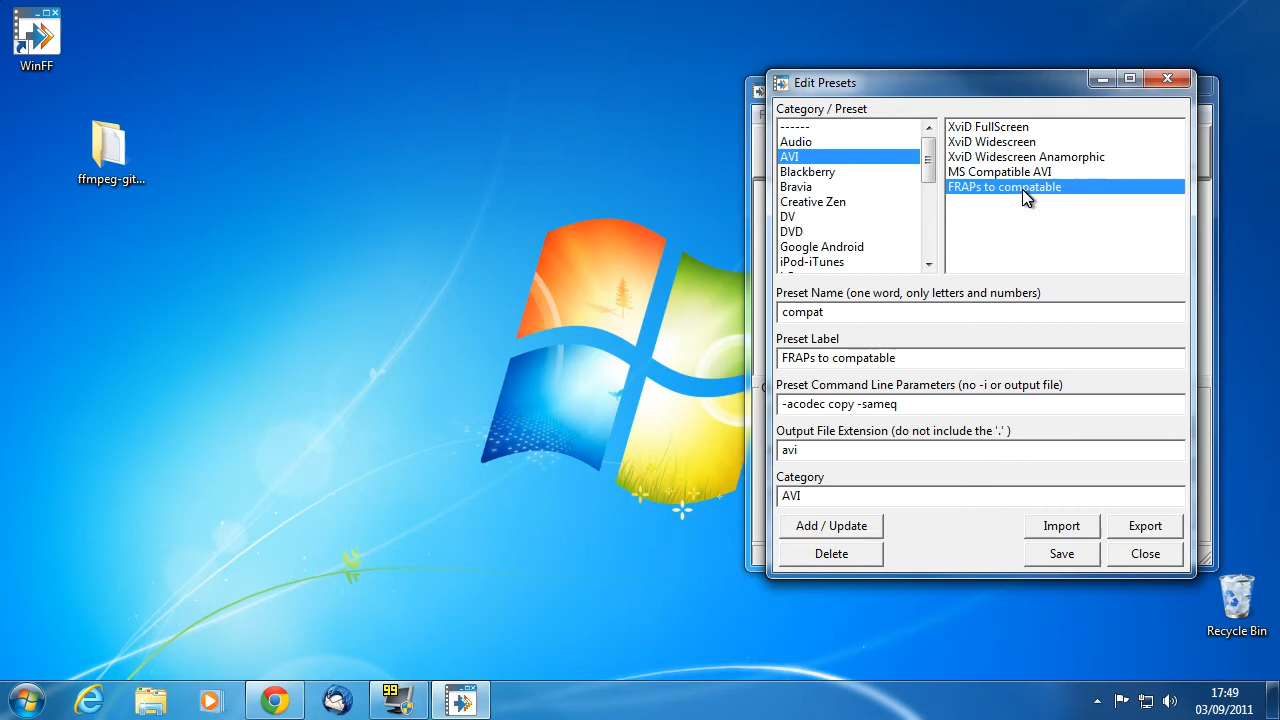 WinFF
ffmpeg-git...
Edit Presets
Category / Preset
------
Audio
AVI
Blackberry
Bravia
Creative Zen
DV
DVD
Google Android
iPod-iTunes
XviD FullScreen
XviD Widescreen
XviD Widescreen Anamorphic
MS Compatible AVI
FRAPs to compatable
Preset Name (one word, only letters and numbers)
compat
Preset Label
FRAPs to compatable
Preset Command Line Parameters (no -i or output file)
-acodec copy -sameq
Output File Extension (do not include the '.' )
avi
Category
AVI
Add / Update
Import
Export
Delete
Save
Close
Recycle Bin
99
17:49
03/09/2011